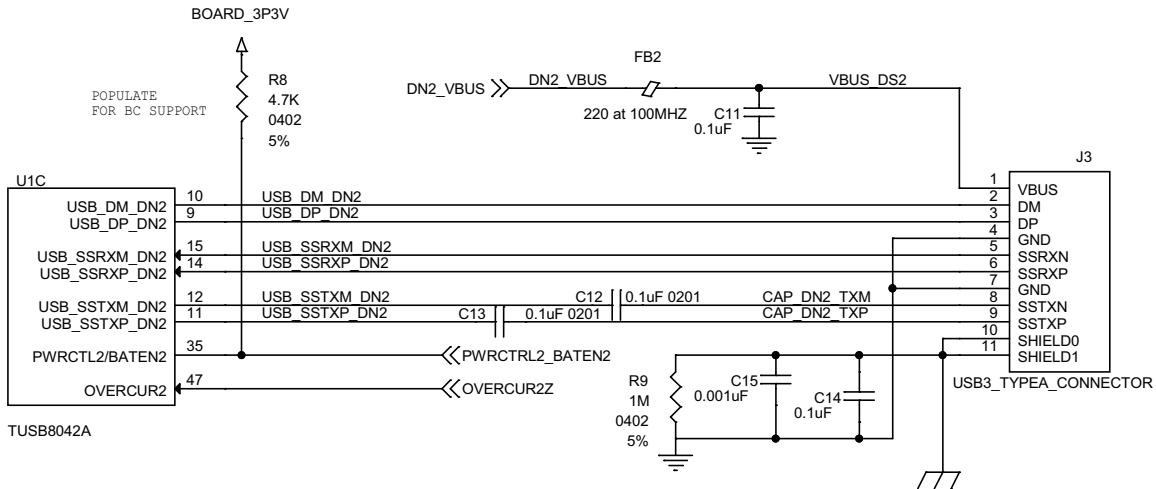 BOARD_3P3V
R8
4.7K
0402
5%
POPULATE
FOR BC SUPPORT
FB2
DN2_VBUS
DN2_VBUS
220 at 100MHZ
VBUS_DS2
C11
0.1uF
J3
U1C
USB_DM_DN2
10
USB_DM_DN2
USB_DP_DN2
9
USB_DP_DN2
USB_SSRXM_DN2
15
USB_SSRXM_DN2
USB_SSRXP_DN2
14
USB_SSRXP_DN2
USB_SSTXM_DN2
12
USB_SSTXM_DN2
C12
0.1uF 0201
CAP_DN2_TXM
USB_SSTXP_DN2
11
USB_SSTXP_DN2
C13
0.1uF 0201
CAP_DN2_TXP
PWRCTL2/BATEN2
35
PWRCTRL2_BATEN2
OVERCUR2
47
OVERCUR2Z
TUSB8042A
1
VBUS
2
DM
3
DP
4
GND
5
SSRXN
6
SSRXP
7
GND
8
SSTXN
9
SSTXP
10
SHIELD0
11
SHIELD1
USB3_TYPEA_CONNECTOR
R9
1M
0402
5%
C15
0.001uF
C14
0.1uF